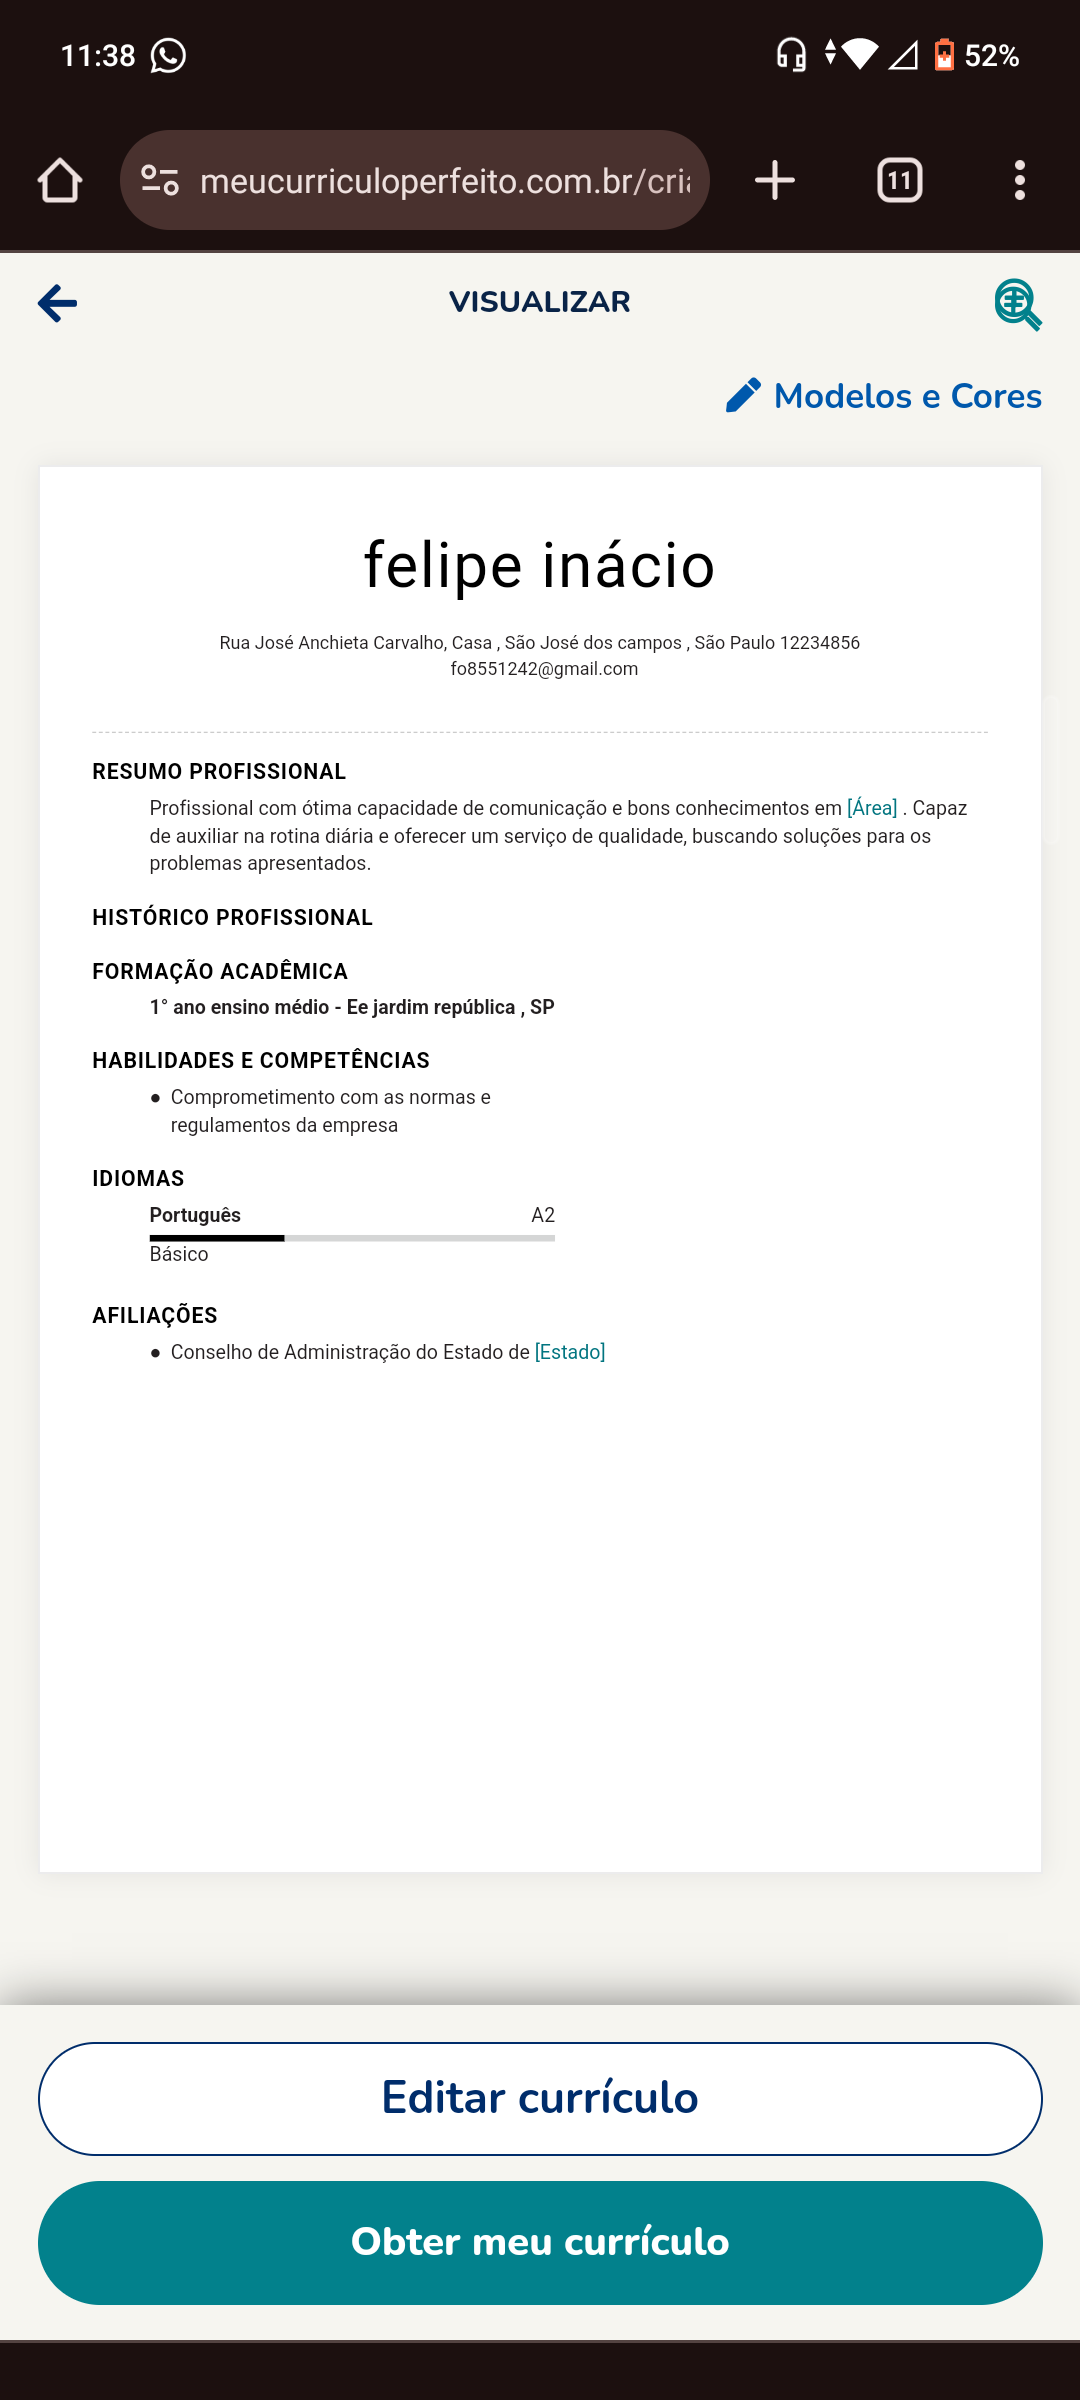 11:38
52%
meucurriculoperfeito.com.br/cria
11
VISUALIZAR
Modelos e Cores
felipe inácio
Rua José Anchieta Carvalho, Casa , São José dos campos , São Paulo 12234856
fo8551242@gmail.com
RESUMO PROFISSIONAL
Profissional com ótima capacidade de comunicação e bons conhecimentos em [Área] . Capaz
de auxiliar na rotina diária e oferecer um serviço de qualidade, buscando soluções para os
problemas apresentados.
HISTÓRICO PROFISSIONAL
FORMAÇÃO ACADÊMICA
1° ano ensino médio - Ee jardim república , SP
HABILIDADES E COMPETÊNCIAS
● Comprometimento com as normas e
regulamentos da empresa
IDIOMAS
Português A2
Básico
AFILIAÇÕES
● Conselho de Administração do Estado de [Estado]
Editar currículo
Obter meu currículo